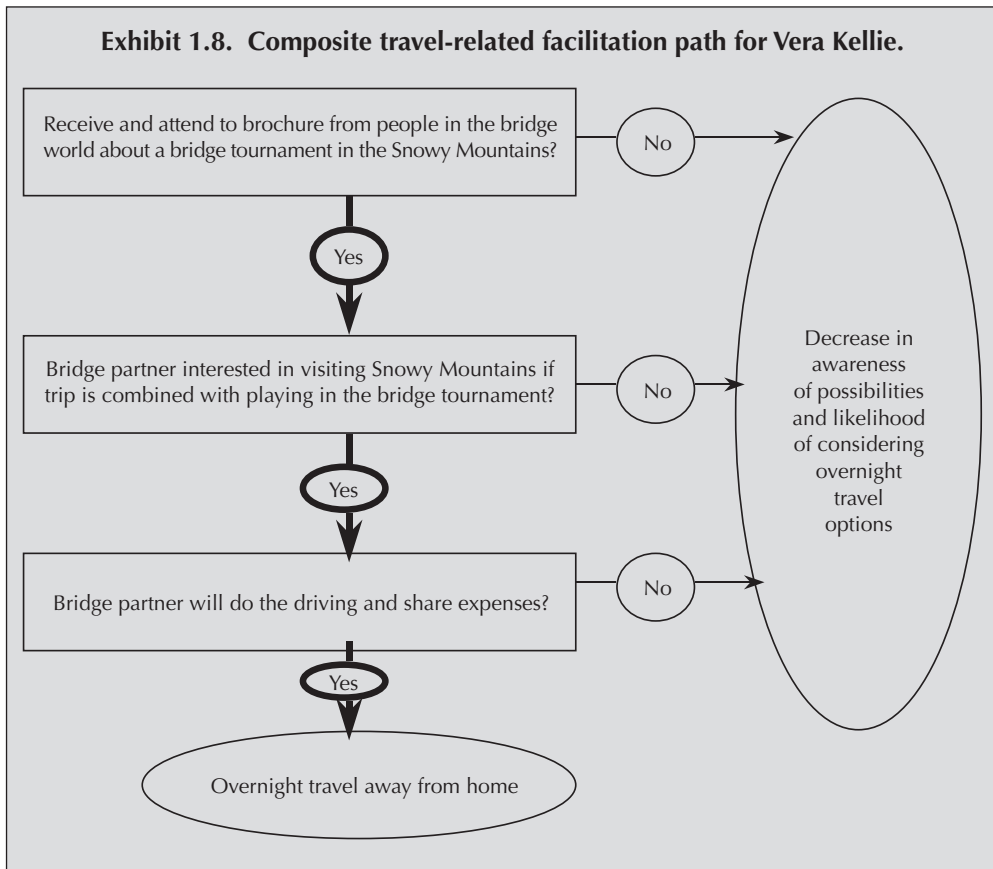 Exhibit 1.8. Composite travel-related facilitation path for Vera Kellie.
Receive and attend to brochure from people in the bridge
world about a bridge tournament in the Snowy Mountains?
No
Yes
Bridge partner interested in visiting Snowy Mountains if
trip is combined with playing in the bridge tournament?
No
Yes
Bridge partner will do the driving and share expenses?
No
Yes
Overnight travel away from home
Decrease in
awareness
of possibilities
and likelihood
of considering
overnight
travel
options